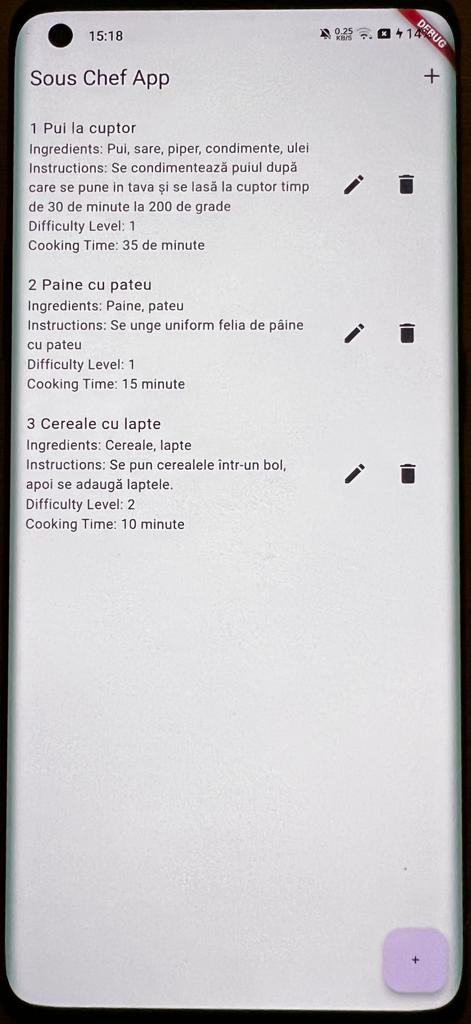 15:18
0.25
KB/S
14
DEBUG
Sous Chef App
+
1 Pui la cuptor
Ingredients: Pui, sare, piper, condimente, ulei
Instructions: Se condimentează puiul după
care se pune in tava și se lasă la cuptor timp
de 30 de minute la 200 de grade
Difficulty Level: 1
Cooking Time: 35 de minute
2 Paine cu pateu
Ingredients: Paine, pateu
Instructions: Se unge uniform felia de pâine
cu pateu
Difficulty Level: 1
Cooking Time: 15 minute
3 Cereale cu lapte
Ingredients: Cereale, lapte
Instructions: Se pun cerealele într-un bol,
apoi se adaugă laptele.
Difficulty Level: 2
Cooking Time: 10 minute
+